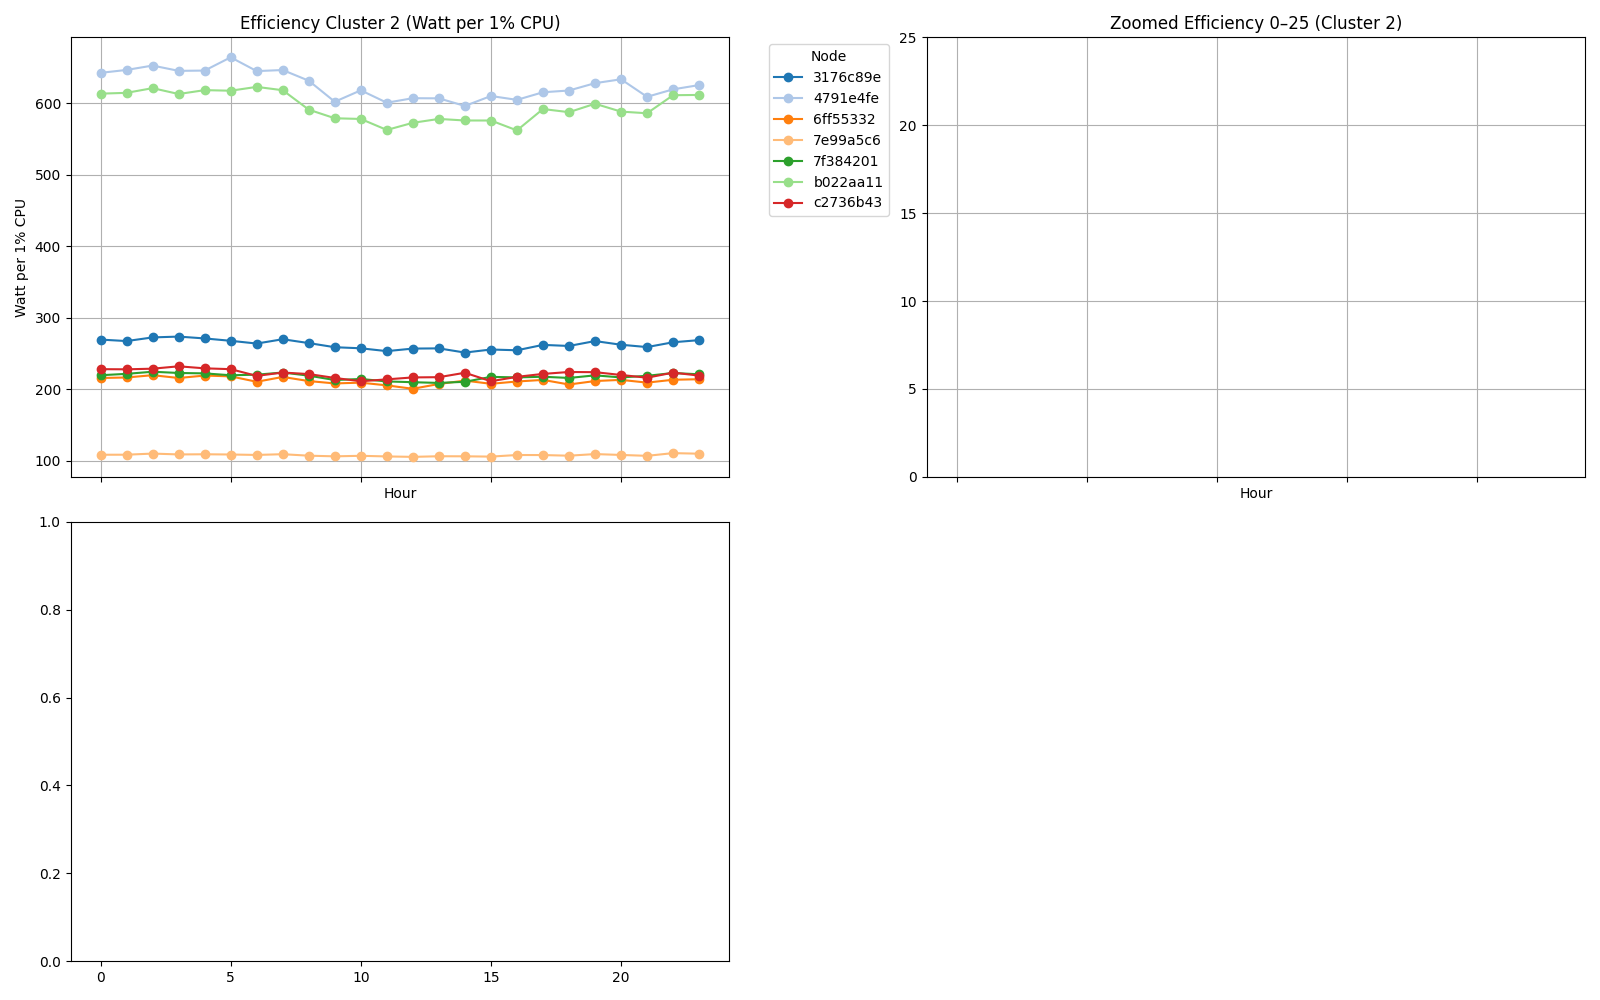 Efficiency Cluster 2 (Watt per 1% CPU)
Watt per 1% CPU
600
500
400
300
200
100
Hour
Node
3176c89e
4791e4fe
6ff55332
7e99a5c6
7f384201
b022aa11
c2736b43
Zoomed Efficiency 0–25 (Cluster 2)
25
20
15
10
5
0
Hour
1.0
0.8
0.6
0.4
0.2
0.0
0 5 10 15 20